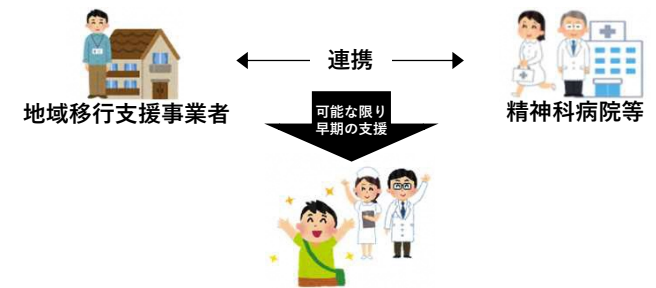 連携
地域移行支援事業者
精神科病院等
可能な限り
早期の支援